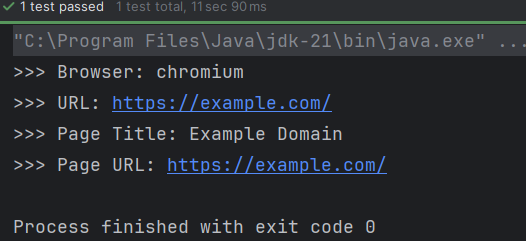 1 test passed 1 test total, 11 sec 90 ms
"C:\Program Files\Java\jdk-21\bin\java.exe" ...
>>> Browser: chromium
>>> URL: https://example.com/
>>> Page Title: Example Domain
>>> Page URL: https://example.com/
Process finished with exit code 0